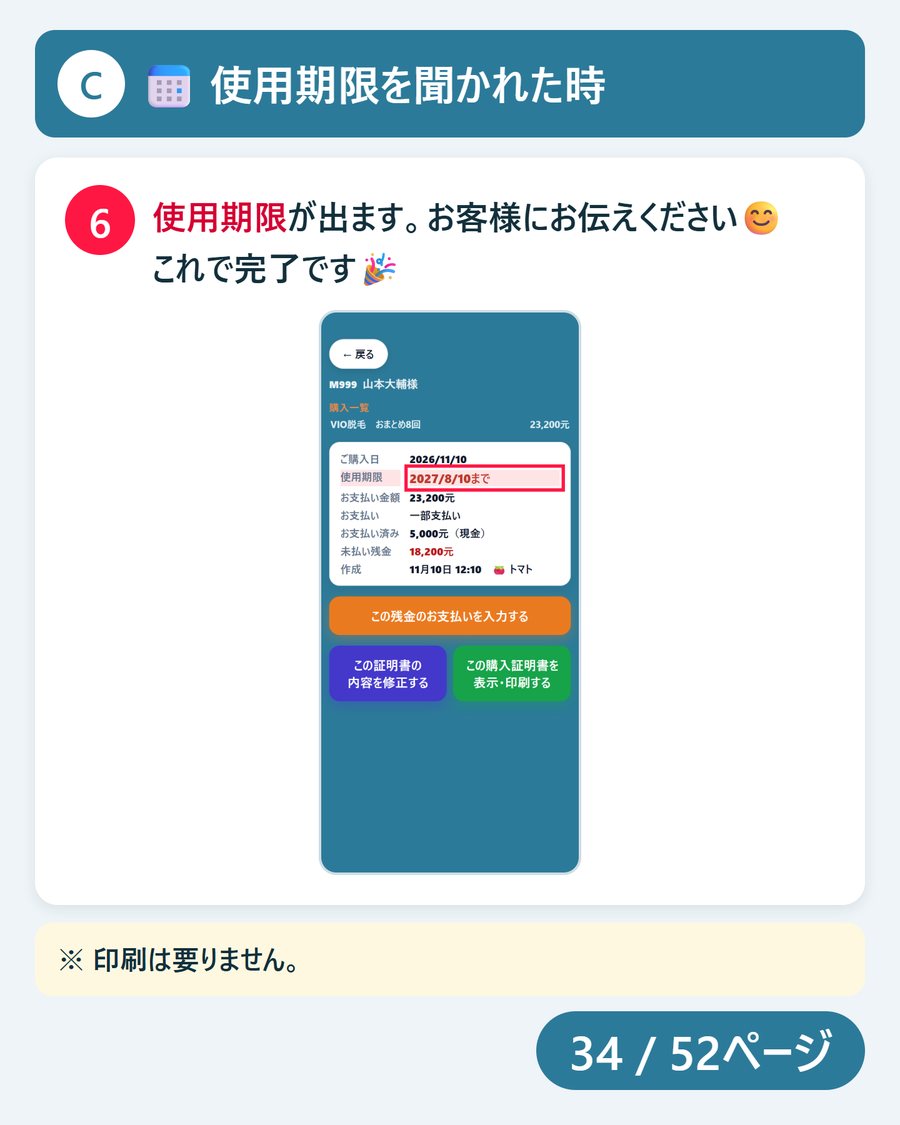 C 使用期限を聞かれた時
6 使用期限が出ます。お客様にお伝えください
これで完了です
← 戻る
M999 山本大輔様
購入一覧
VIO脱毛 おまとめ8回 23,200元
ご購入日 2026/11/10
使用期限 2027/8/10まで
お支払い金額 23,200元
お支払い 一部支払い
お支払い済み 5,000元（現金）
未払い残金 18,200元
作成 11月10日 12:10 🍅 トマト
この残金のお支払いを入力する
この証明書の
内容を修正する
この購入証明書を
表示・印刷する
※ 印刷は要りません。
34 / 52ページ